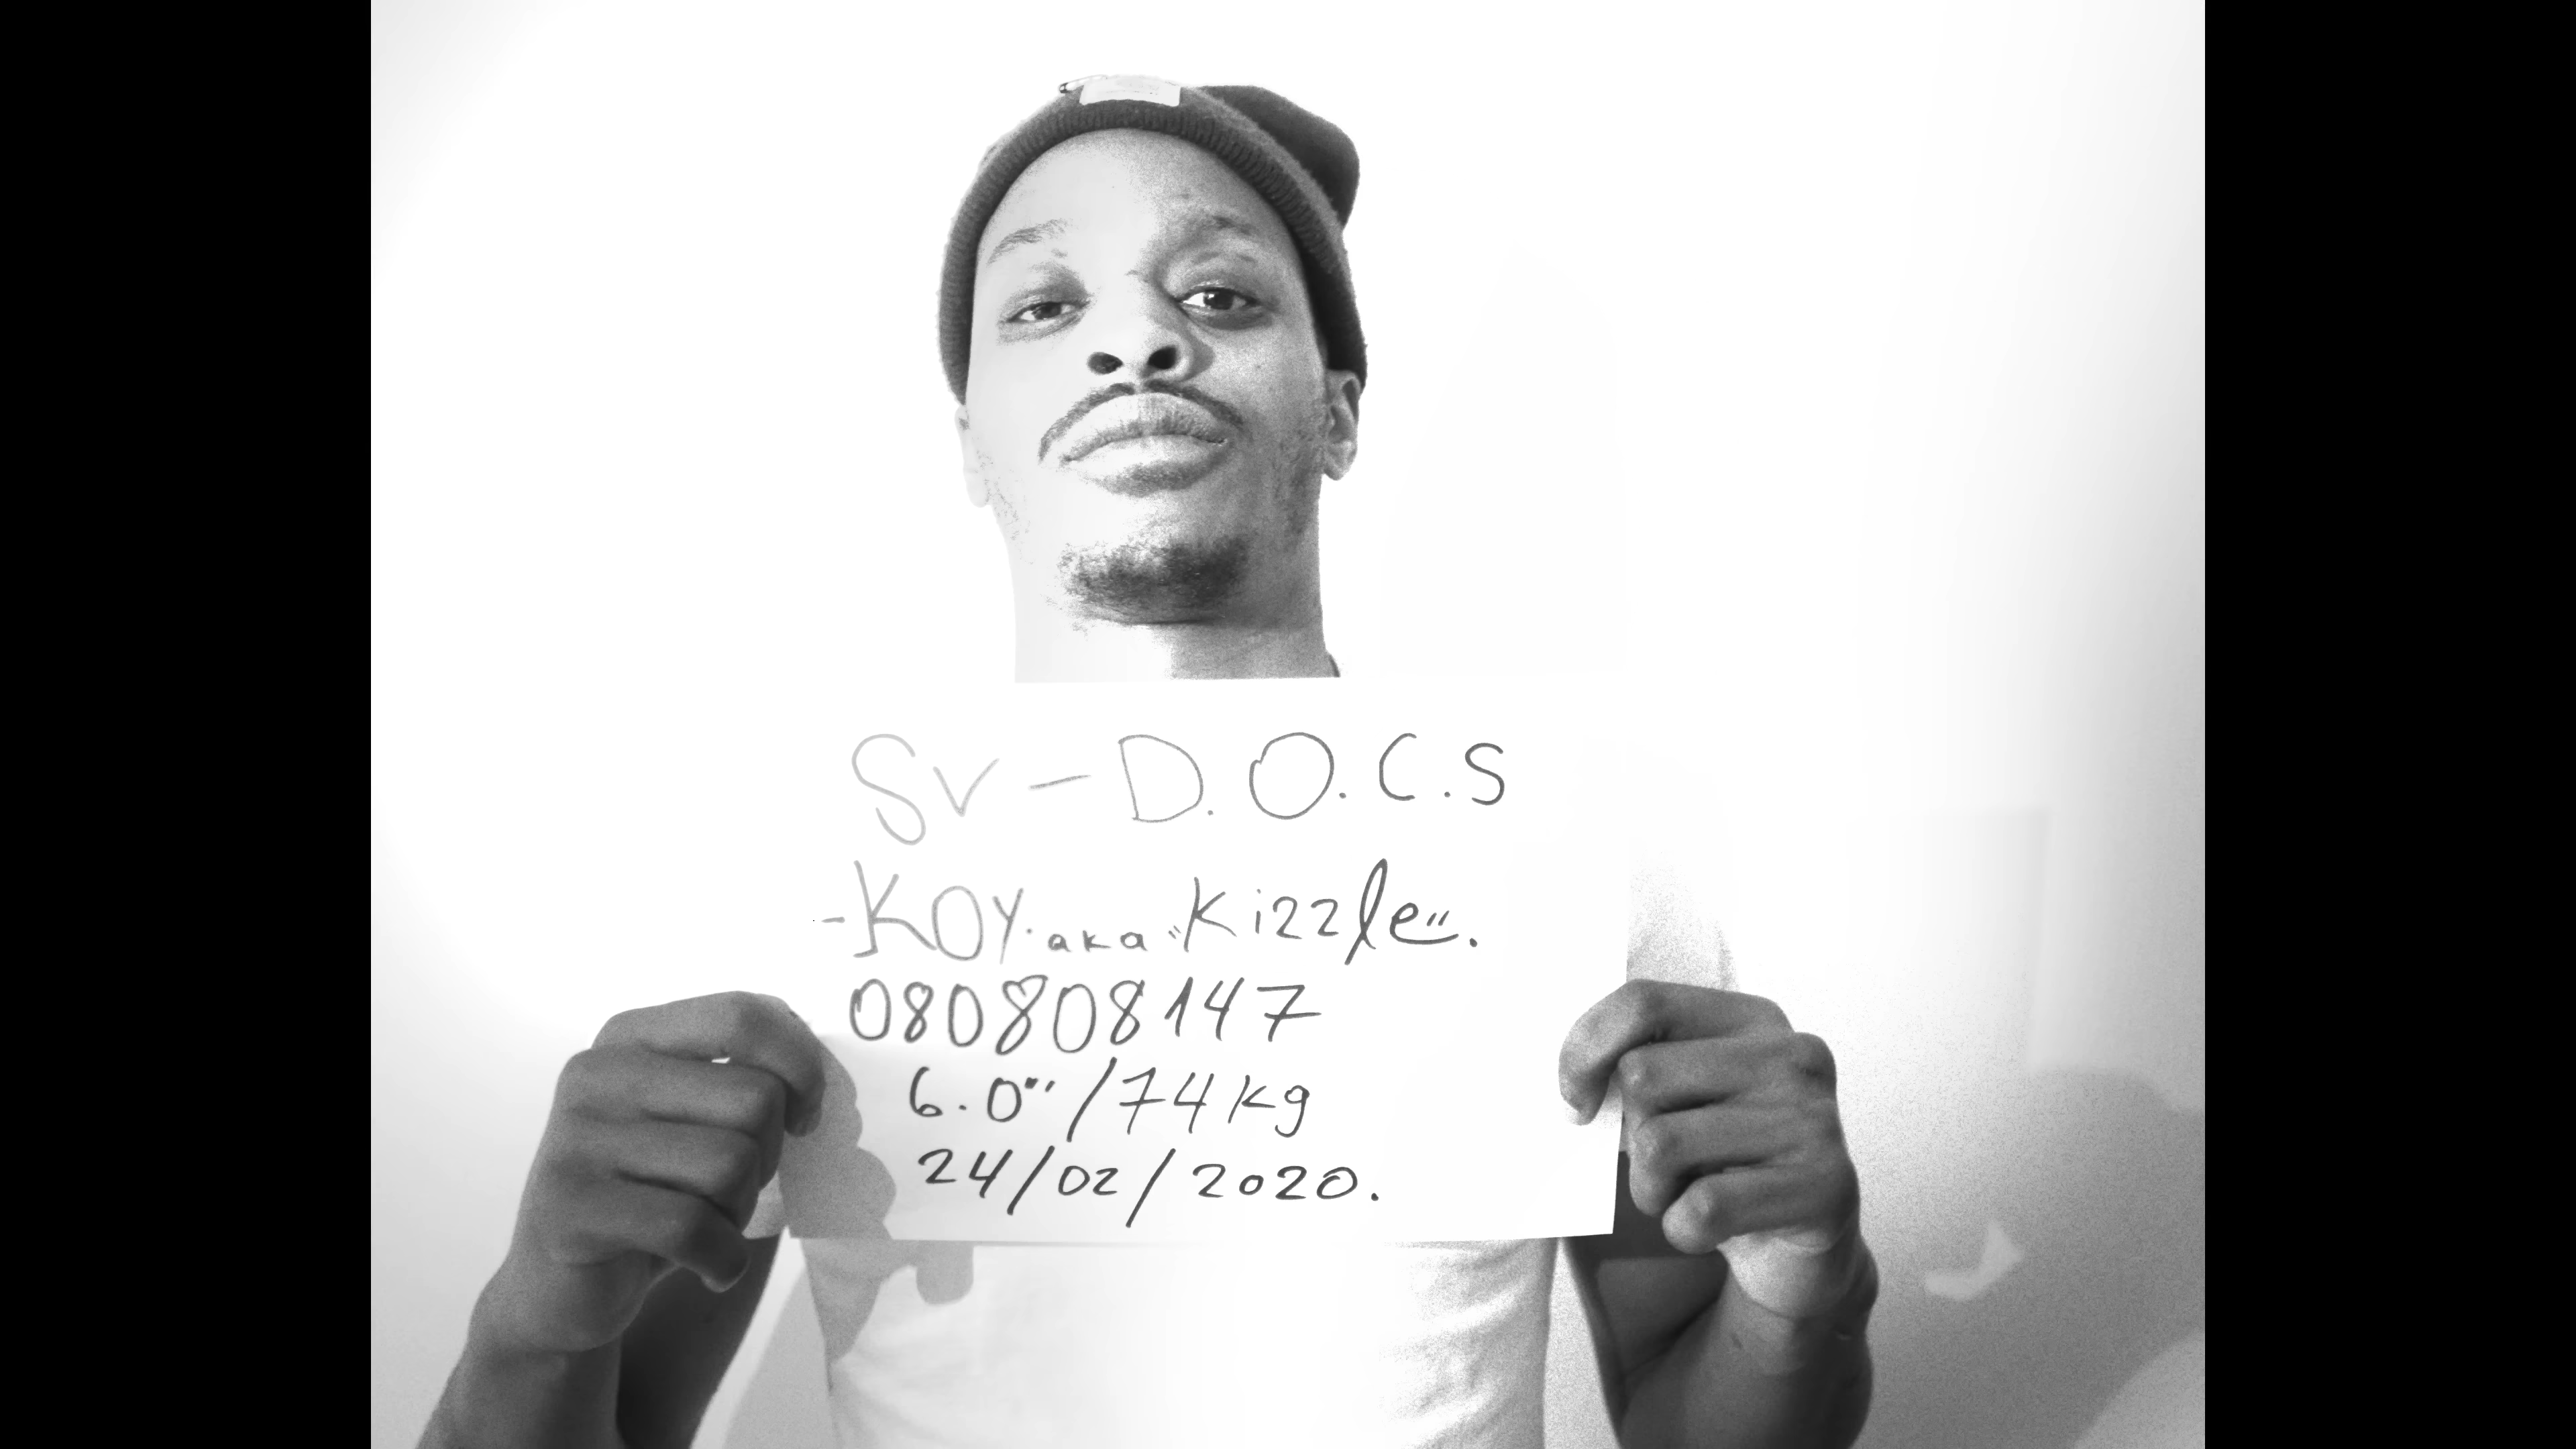 SV - D.O.C.S
- KOY. aka "Kizzle".
080808147
6.0"' / 74kg
24/02/2020.